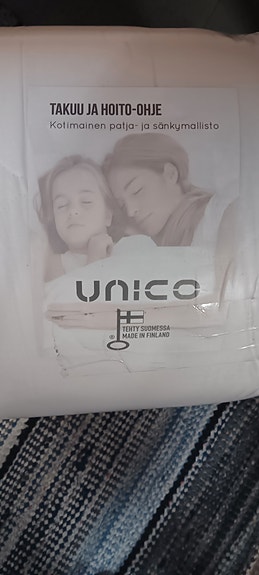 TAKUU JA HOITO-OHJE
Kotimainen patja- ja sänkymallisto
UNICO
TEHTY SUOMESSA
® MADE IN FINLAND